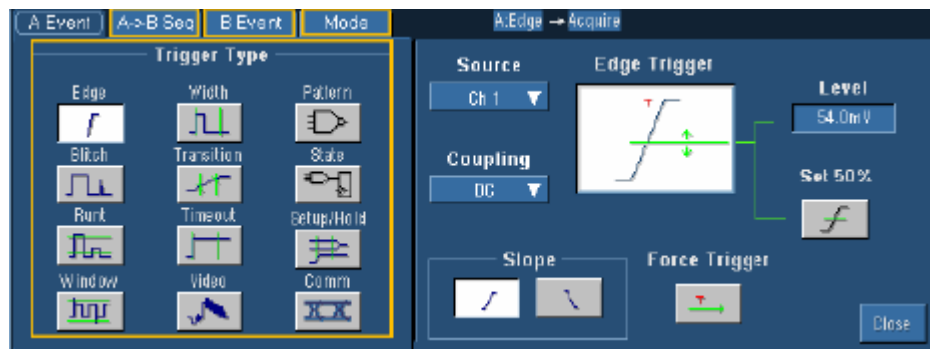 A Event A->B Seq B Event Mode A:Edge → Acquire
Trigger Type
Edge Width Pattern
Glitch Transition State
Runt Timeout Setup/Hold
Window Video Comm
Source Edge Trigger
Ch 1
Level
54.0mV
Coupling
DC
Set 50%
Slope Force Trigger
Close